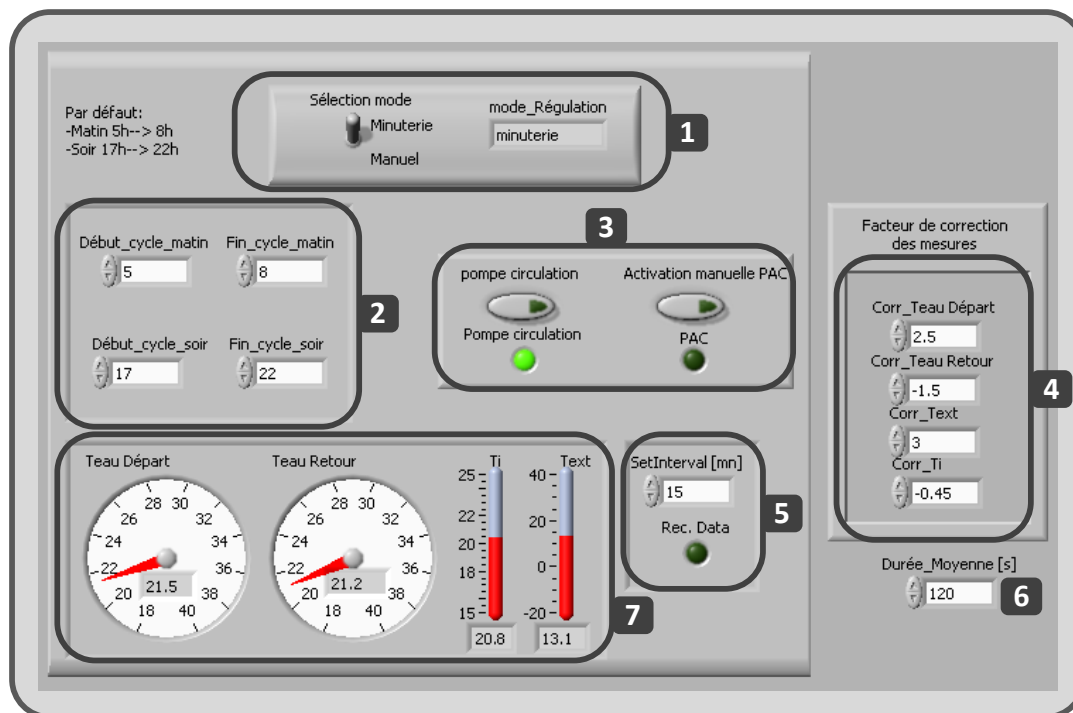 Par défaut:
-Matin 5h--> 8h
-Soir 17h--> 22h
Sélection mode
Minuterie
Manuel
mode_Régulation
minuterie
1
Début_cycle_matin
5
Fin_cycle_matin
8
Début_cycle_soir
17
Fin_cycle_soir
22
2
3
pompe circulation
Activation manuelle PAC
Pompe circulation
PAC
Facteur de correction
des mesures
Corr_Teau Départ
2.5
Corr_Teau Retour
-1.5
Corr_Text
3
Corr_Ti
-0.45
4
Teau Départ
18
20
22
24
26
28
30
32
34
36
38
40
21.5
Teau Retour
18
20
22
24
26
28
30
32
34
36
38
40
21.2
Ti
25
22
20
18
15
20.8
Text
40
20
0
-20
13.1
7
SetInterval [mn]
15
Rec. Data
5
Durée_Moyenne [s]
120
6